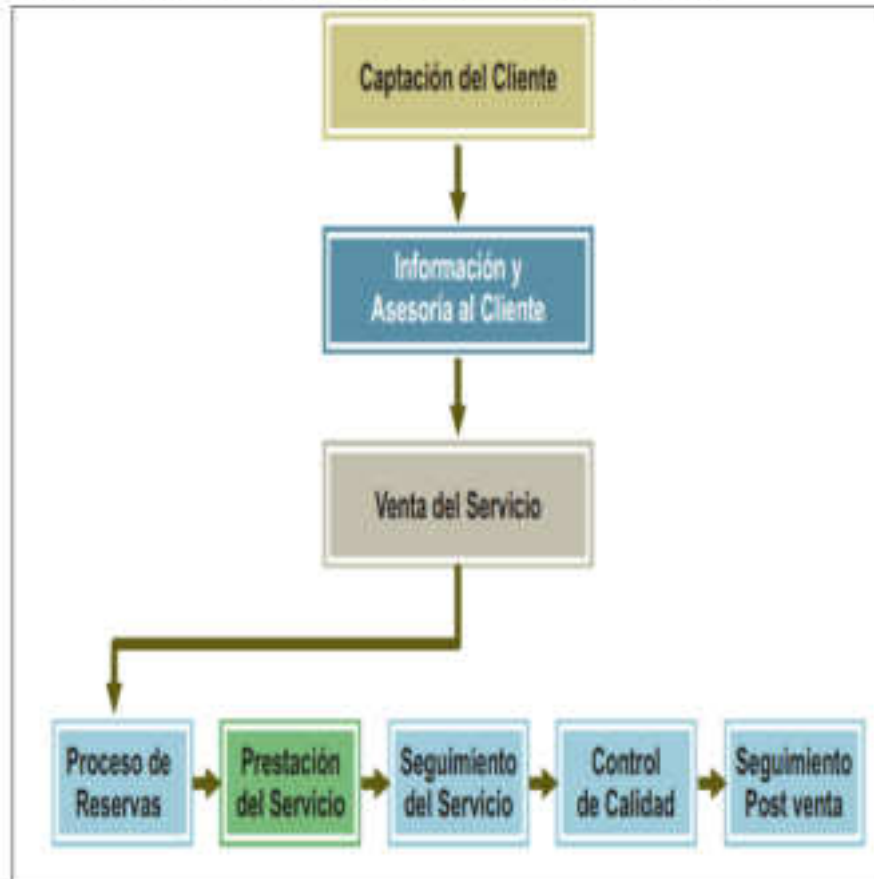 Captación del Cliente
Información y
Asesoría al Cliente
Venta del Servicio
Proceso de
Reservas
Prestación
del Servicio
Seguimiento
del Servicio
Control
de Calidad
Seguimiento
Post venta